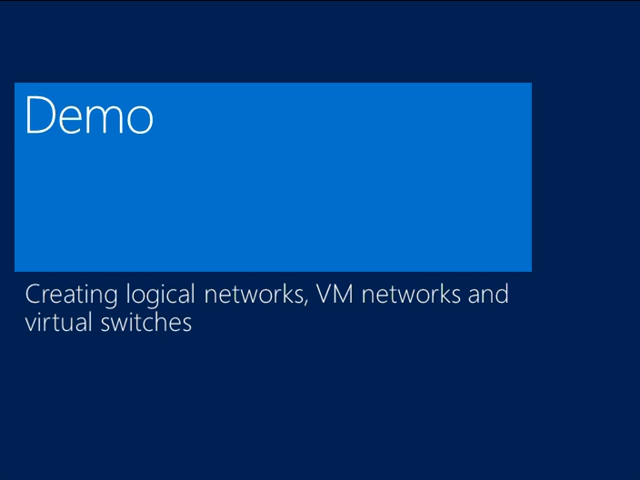 Demo
Creating logical networks, VM networks and
virtual switches